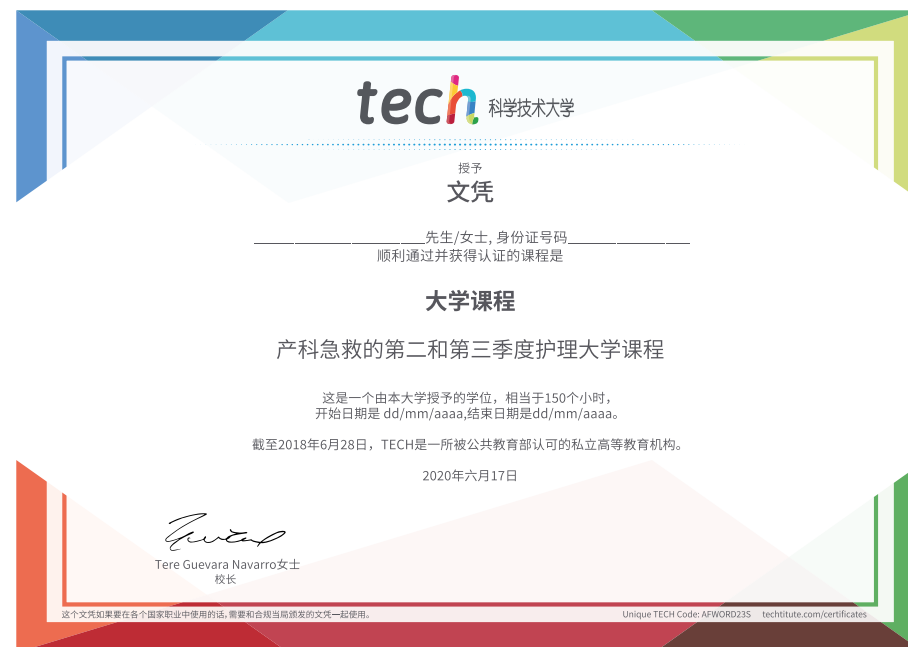 tech 科学技术大学
授予
文凭
______________________先生/女士, 身份证号码________________
顺利通过并获得认证的课程是
大学课程
产科急救的第二和第三季度护理大学课程
这是一个由本大学授予的学位，相当于150个小时，
开始日期是 dd/mm/aaaa,结束日期是dd/mm/aaaa。
截至2018年6月28日，TECH是一所被公共教育部认可的私立高等教育机构。
2020年六月17日
Tere Guevara Navarro女士
校长
这个文凭如果要在各个国家职业中使用的话,需要和合规当局颁发的文凭一起使用。
Unique TECH Code: AFWORD23S techtitute.com/certificates